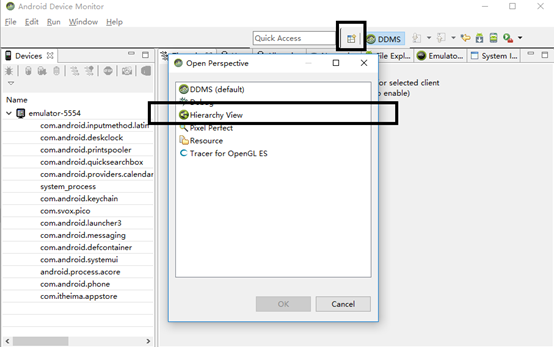 Android Device Monitor
File Edit Run Window Help
Quick Access
DDMS
Devices
File Explo...
Emulato...
System I...
Name
emulator-5554
com.android.inputmethod.latin
com.android.deskclock
com.android.printspooler
com.android.quicksearchbox
com.android.providers.calendar
system_process
com.android.keychain
com.svox.pico
com.android.launcher3
com.android.messaging
com.android.defcontainer
com.android.systemui
android.process.acore
com.android.phone
com.itheima.appstore
or selected client
enable)
Open Perspective
DDMS (default)
Debug
Hierarchy View
Pixel Perfect
Resource
Tracer for OpenGL ES
OK
Cancel